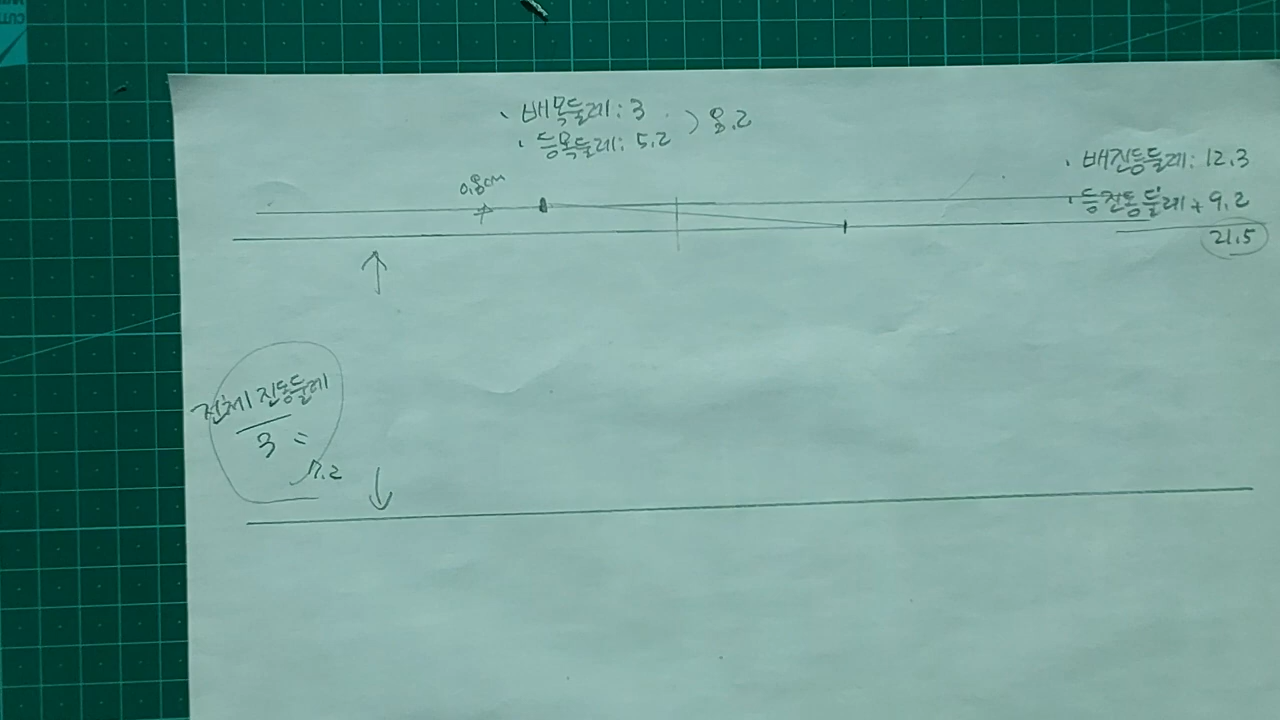 · 배목둘레: 3
· 등목둘레: 5.2
) 8.2
· 배진동둘레: 12.3
· 등진동둘레 + 9.2
21.5
0.8cm
전체 진동둘레
3 =
7.2